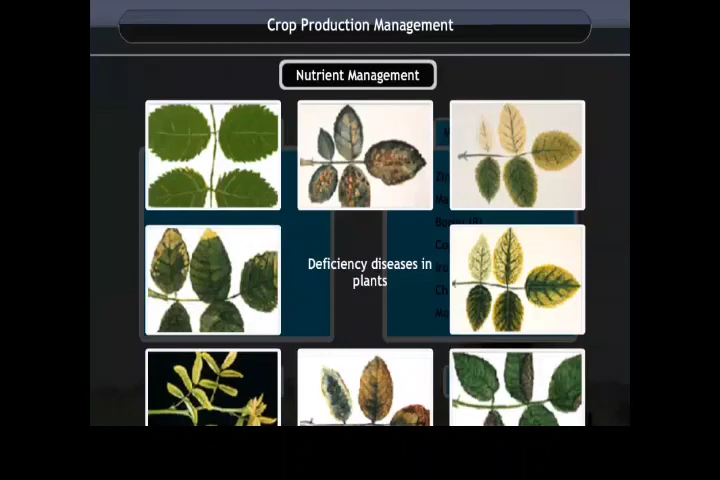 Crop Production Management
Nutrient Management
Deficiency diseases in
plants